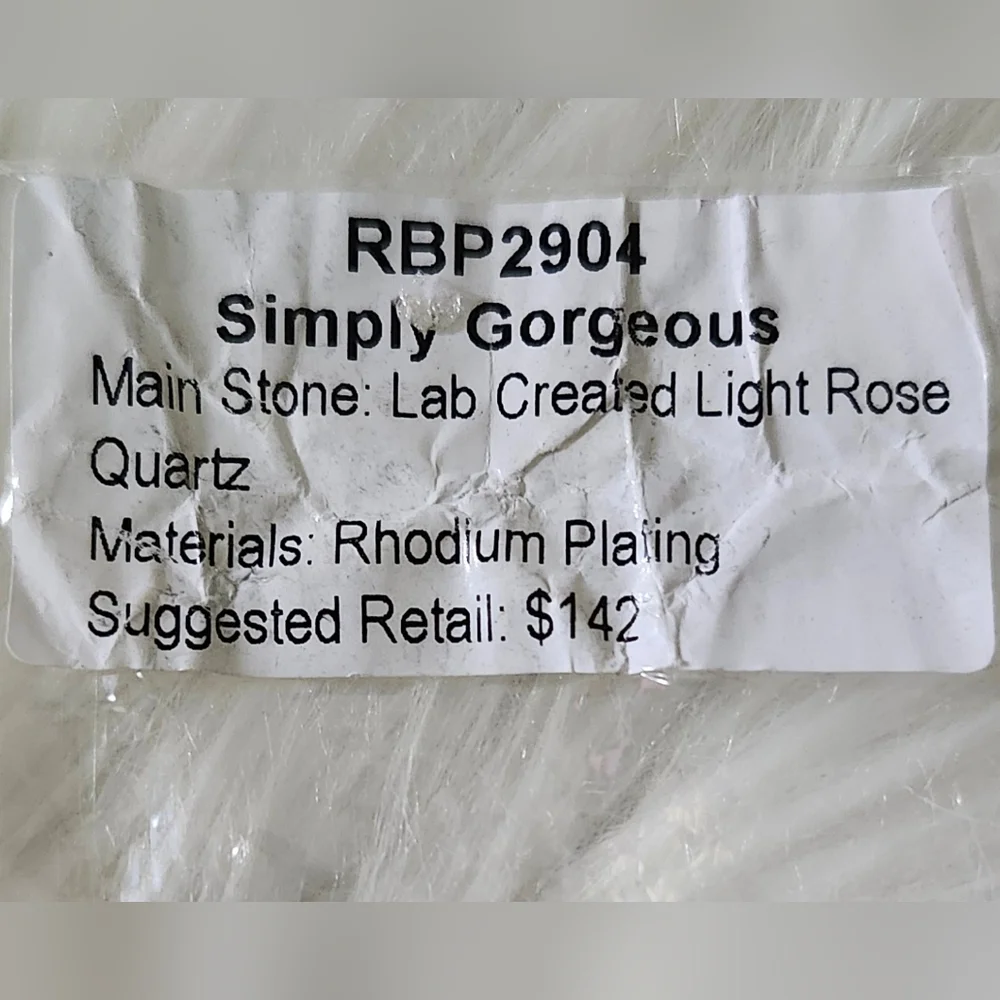 RBP2904
Simply Gorgeous
Main Stone: Lab Created Light Rose
Quartz
Materials: Rhodium Plating
Suggested Retail: $142